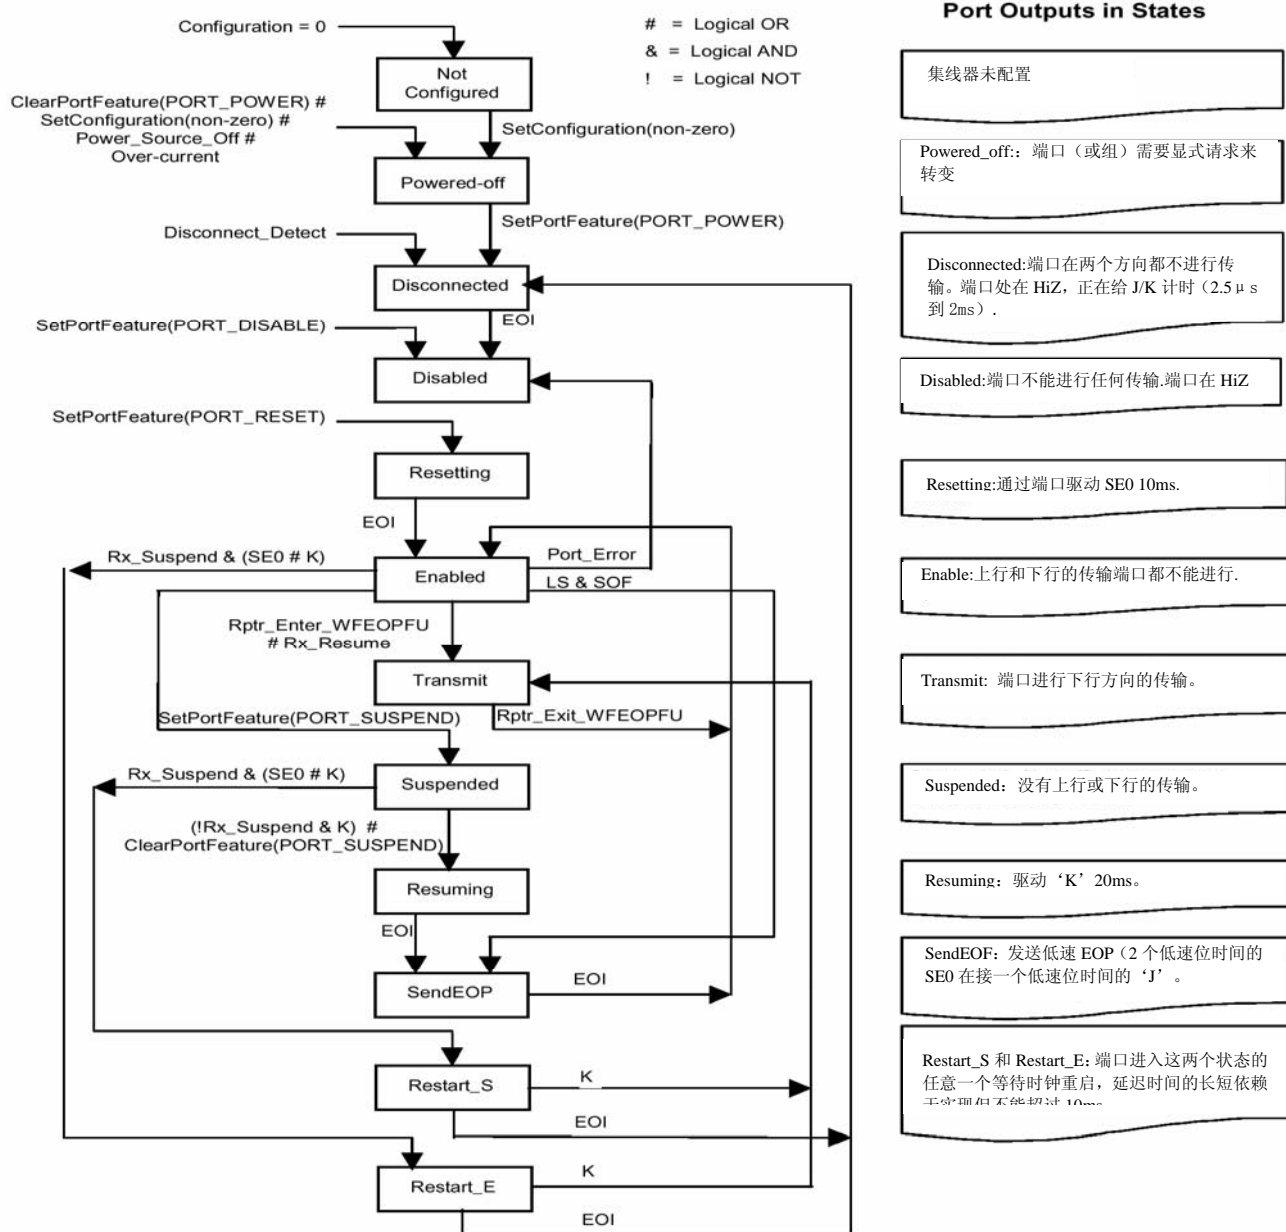 Port Outputs in States
Configuration = 0
# = Logical OR
& = Logical AND
! = Logical NOT
Not
Configured
ClearPortFeature(PORT_POWER) #
SetConfiguration(non-zero) #
Power_Source_Off #
Over-current
SetConfiguration(non-zero)
Powered-off
SetPortFeature(PORT_POWER)
Disconnect_Detect
Disconnected
EOI
SetPortFeature(PORT_DISABLE)
Disabled
SetPortFeature(PORT_RESET)
Resetting
EOI
Rx_Suspend & (SE0 # K)
Enabled
Port_Error
LS & SOF
Rptr_Enter_WFEOPFU
# Rx_Resume
Transmit
SetPortFeature(PORT_SUSPEND)
Rptr_Exit_WFEOPFU
Rx_Suspend & (SE0 # K)
Suspended
(!Rx_Suspend & K) #
ClearPortFeature(PORT_SUSPEND)
Resuming
EOI
SendEOP
EOI
Restart_S
K
EOI
Restart_E
K
EOI
集线器未配置
Powered_off:：端口（或组）需要显式请求来
转变
Disconnected:端口在两个方向都不进行传
输。端口处在 HiZ，正在给 J/K 计时（2.5μs
到 2ms）.
Disabled:端口不能进行任何传输.端口在 HiZ
Resetting:通过端口驱动 SE0 10ms.
Enable:上行和下行的传输端口都不能进行.
Transmit: 端口进行下行方向的传输。
Suspended：没有上行或下行的传输。
Resuming：驱动‘K’20ms。
SendEOF：发送低速 EOP（2 个低速位时间的
SE0 在接一个低速位时间的‘J’。
Restart_S 和 Restart_E：端口进入这两个状态的
任意一个等待时钟重启，延迟时间的长短依赖
于实现但不能超过 10ms